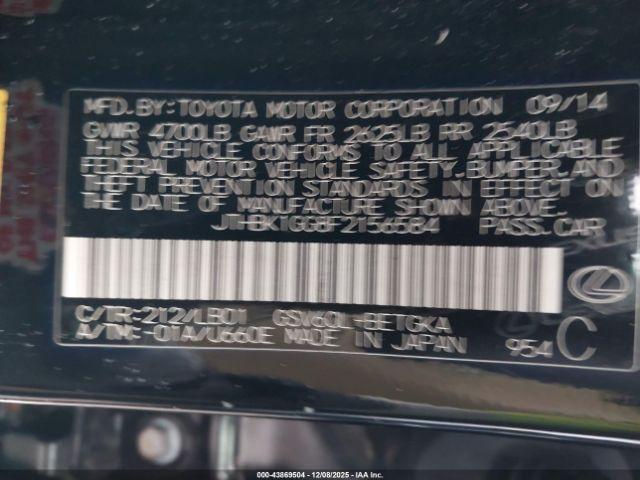 MFD. BY: TOYOTA MOTOR CORPORATION 09/14
GVWR 4700LB GAWR FR 2625LB RR 2540LB
THIS VEHICLE CONFORMS TO ALL APPLICABLE
FEDERAL MOTOR VEHICLE SAFETY, BUMPER, AND
THEFT PREVENTION STANDARDS IN EFFECT ON
THE DATE OF MANUFACTURE SHOWN ABOVE.
JTHBK1GG8F2156584 PASS. CAR
C/TR: 212/LB01 GSV60L-BETGKA
A/TM: -01A/U660E MADE IN JAPAN 954 C
000-43869504 | 12/08/2025 | IAA Inc.